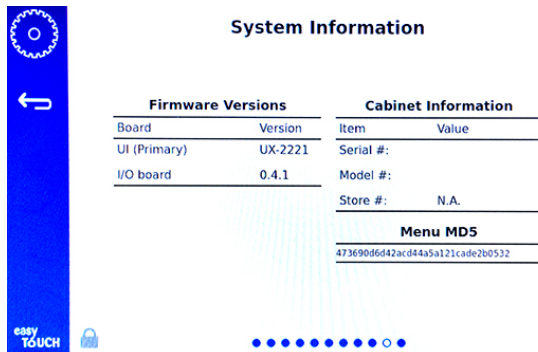 System Information
Firmware Versions
Board Version
UI (Primary) UX-2221
I/O board 0.4.1
Cabinet Information
Item Value
Serial #:
Model #:
Store #: N.A.
Menu MD5
473690d6d42acd44a5a121cade2b0532
easy
TOUCH